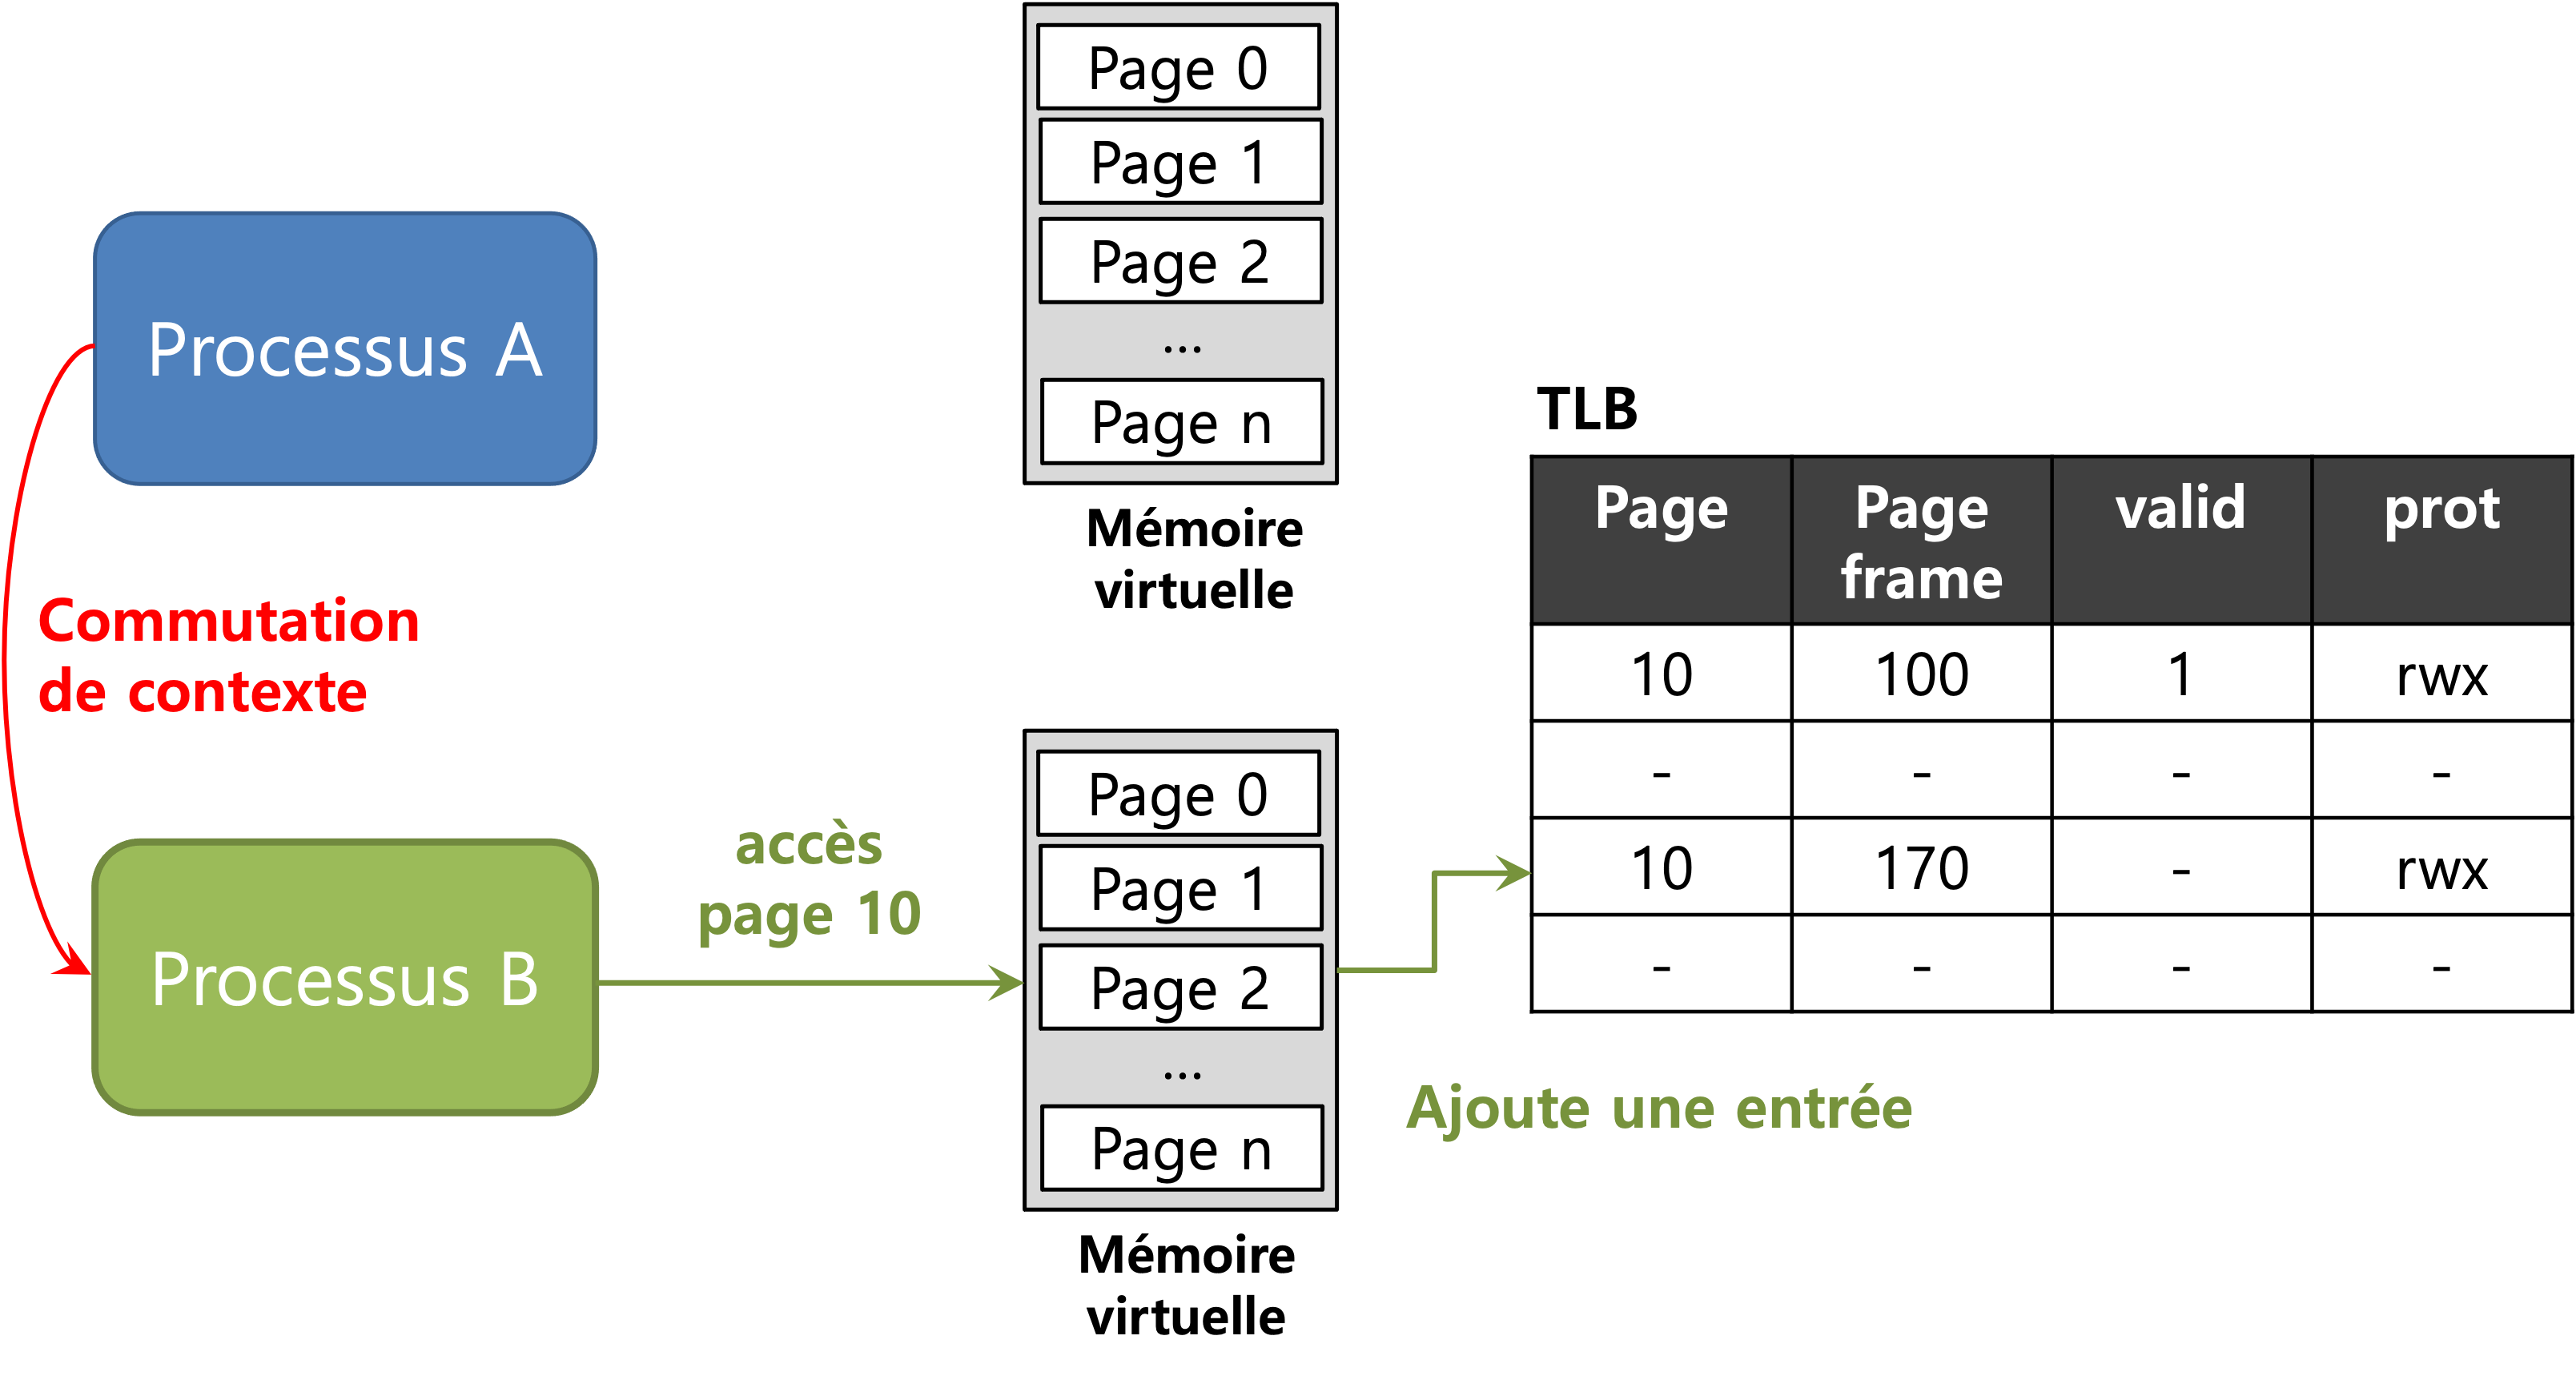 Page 0
Page 1
Page 2
...
Page n
Mémoire
virtuelle
Processus A
Commutation
de contexte
Processus B
accès
page 10
Page 0
Page 1
Page 2
...
Page n
Mémoire
virtuelle
TLB
Page Page frame valid prot
10 100 1 rwx
- - - -
10 170 - rwx
- - - -
Ajoute une entrée